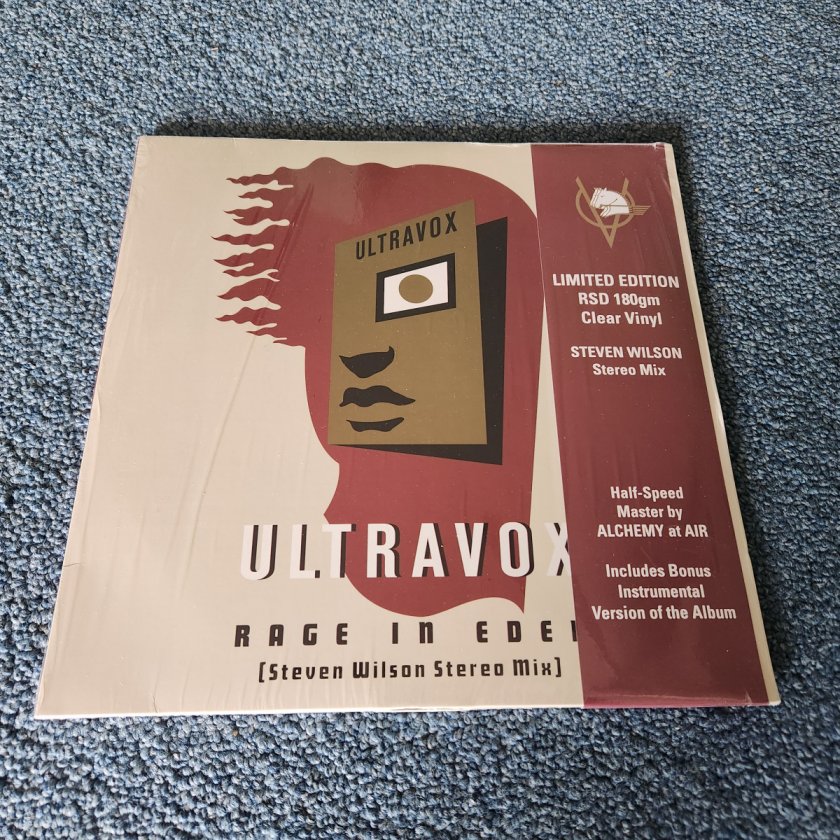 ULTRAVOX
LIMITED EDITION
RSD 180gm
Clear Vinyl
STEVEN WILSON
Stereo Mix
Half-Speed
Master by
ALCHEMY at AIR
Includes Bonus
Instrumental
Version of the Album
ULTRAVOX
RAGE IN EDEN
[Steven Wilson Stereo Mix]